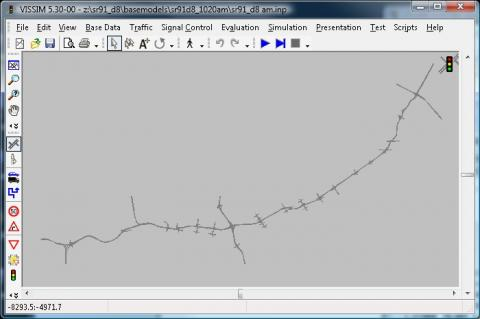 VISSIM 5.30-00 - z:\sr91_d8\basemodels\sr91d8_1020am\sr91_d8 am.inp
File Edit View Base Data Traffic Signal Control Evaluation Simulation Presentation Test Scripts Help
-8293.5:-4971.7